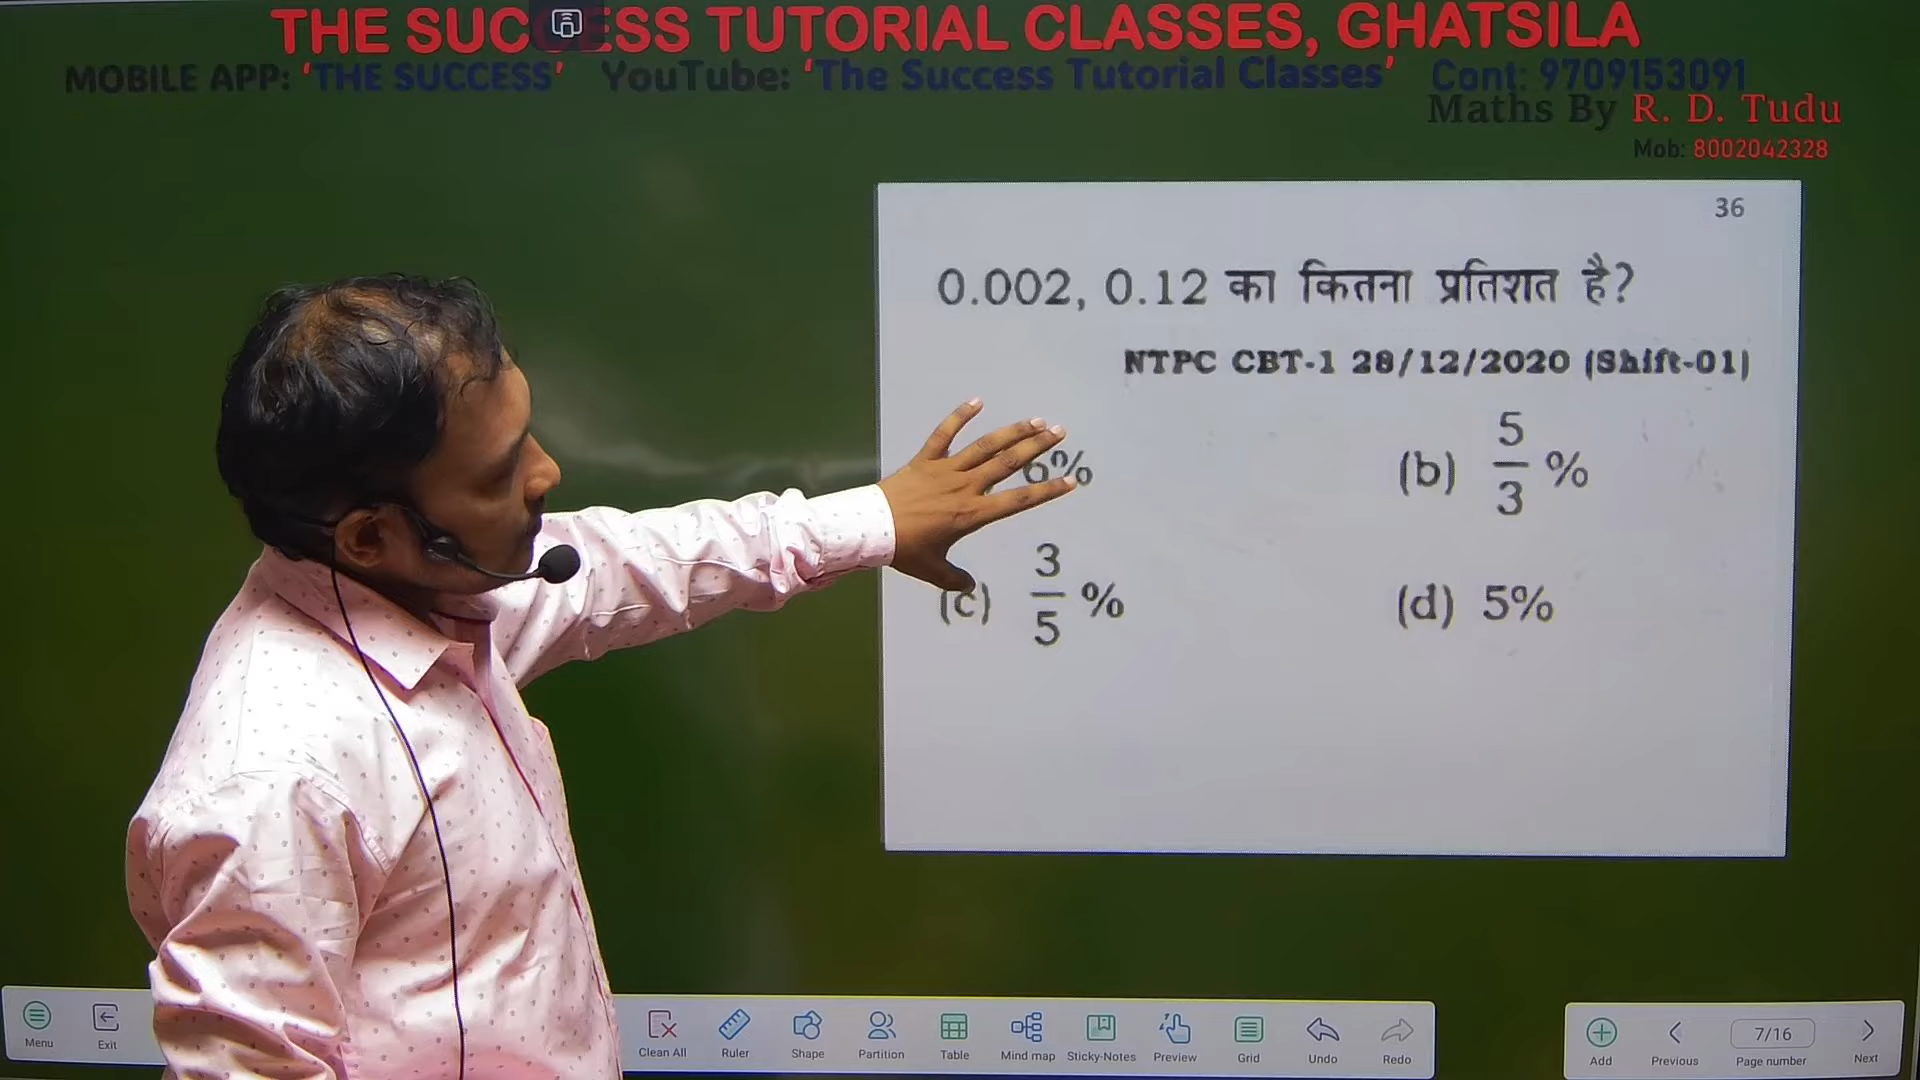 THE SUCCESS TUTORIAL CLASSES, GHATSILA
MOBILE APP: ‘THE SUCCESS’ YouTube: ‘The Success Tutorial Classes’ Cont: 9709153091
Maths By R. D. Tudu
Mob: 8002042328
36
0.002, 0.12 का कितना प्रतिशत है?
NTPC CBT-1 28/12/2020 (Shift-01)
6%
(b) 5/3 %
(c) 3/5 %
(d) 5%
Menu Exit Clean All Ruler Shape Partition Table Mind map Sticky-Notes Preview Grid Undo Redo Add Previous 7/16 Page number Next